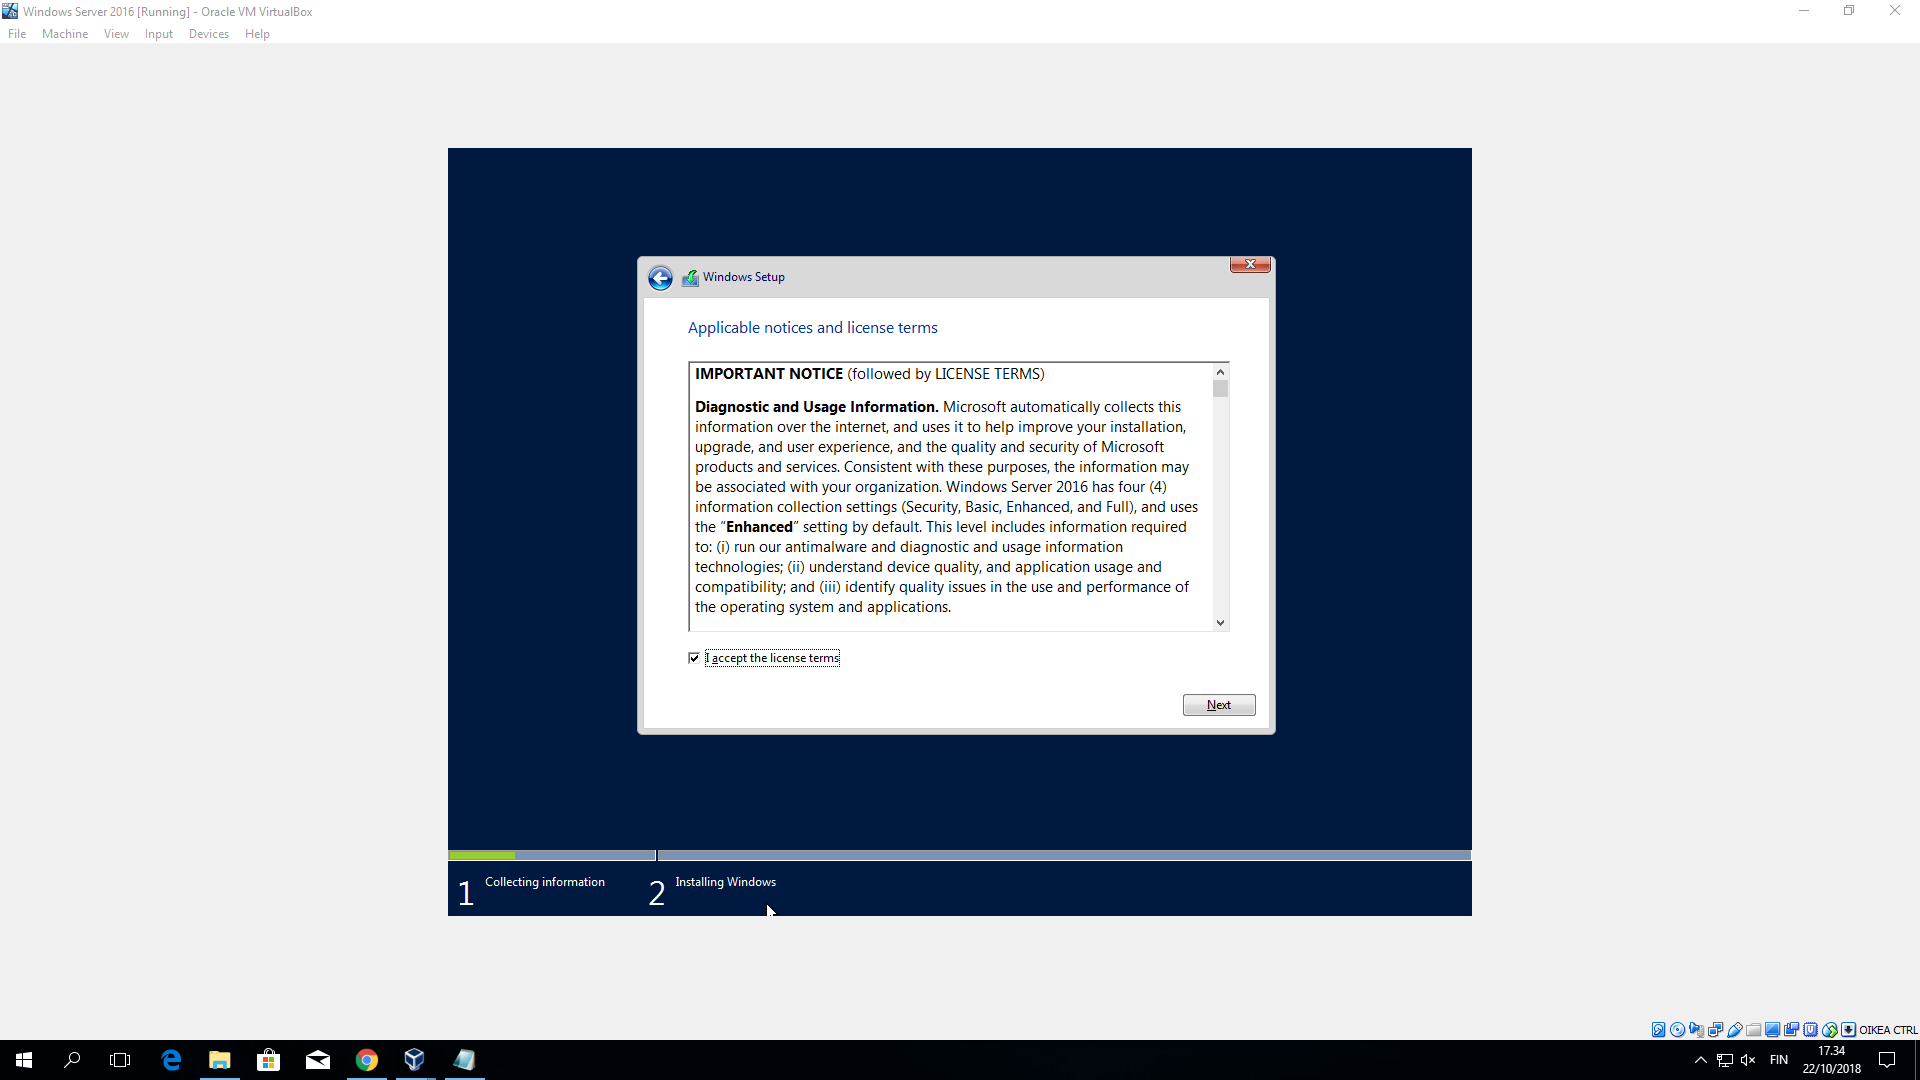 Windows Server 2016 [Running] - Oracle VM VirtualBox
File Machine View Input Devices Help
Windows Setup
Applicable notices and license terms
IMPORTANT NOTICE (followed by LICENSE TERMS)
Diagnostic and Usage Information. Microsoft automatically collects this
information over the internet, and uses it to help improve your installation,
upgrade, and user experience, and the quality and security of Microsoft
products and services. Consistent with these purposes, the information may
be associated with your organization. Windows Server 2016 has four (4)
information collection settings (Security, Basic, Enhanced, and Full), and uses
the “Enhanced” setting by default. This level includes information required
to: (i) run our antimalware and diagnostic and usage information
technologies; (ii) understand device quality, and application usage and
compatibility; and (iii) identify quality issues in the use and performance of
the operating system and applications.
I accept the license terms
Next
1 Collecting information
2 Installing Windows
OIKEA CTRL
FIN
17.34
22/10/2018